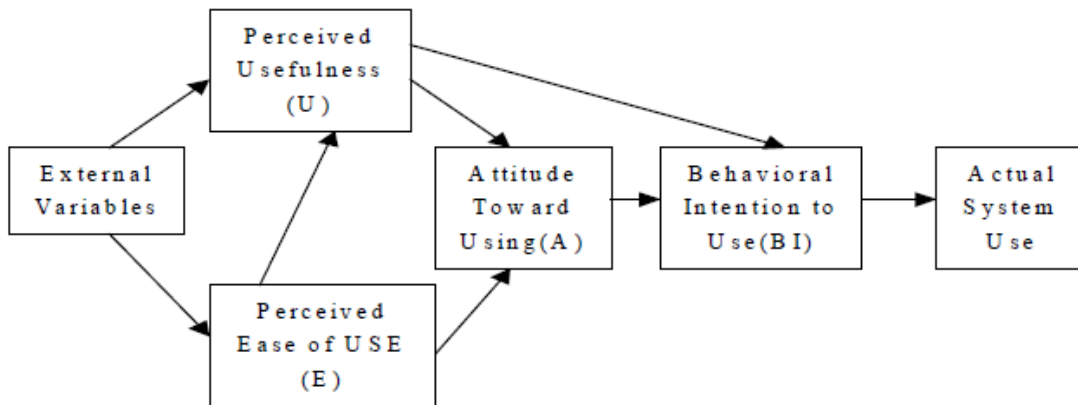 Perceived
Usefulness
(U)
External
Variables
Attitude
Toward
Using(A)
Behavioral
Intention to
Use(BI)
Actual
System
Use
Perceived
Ease of USE
(E)